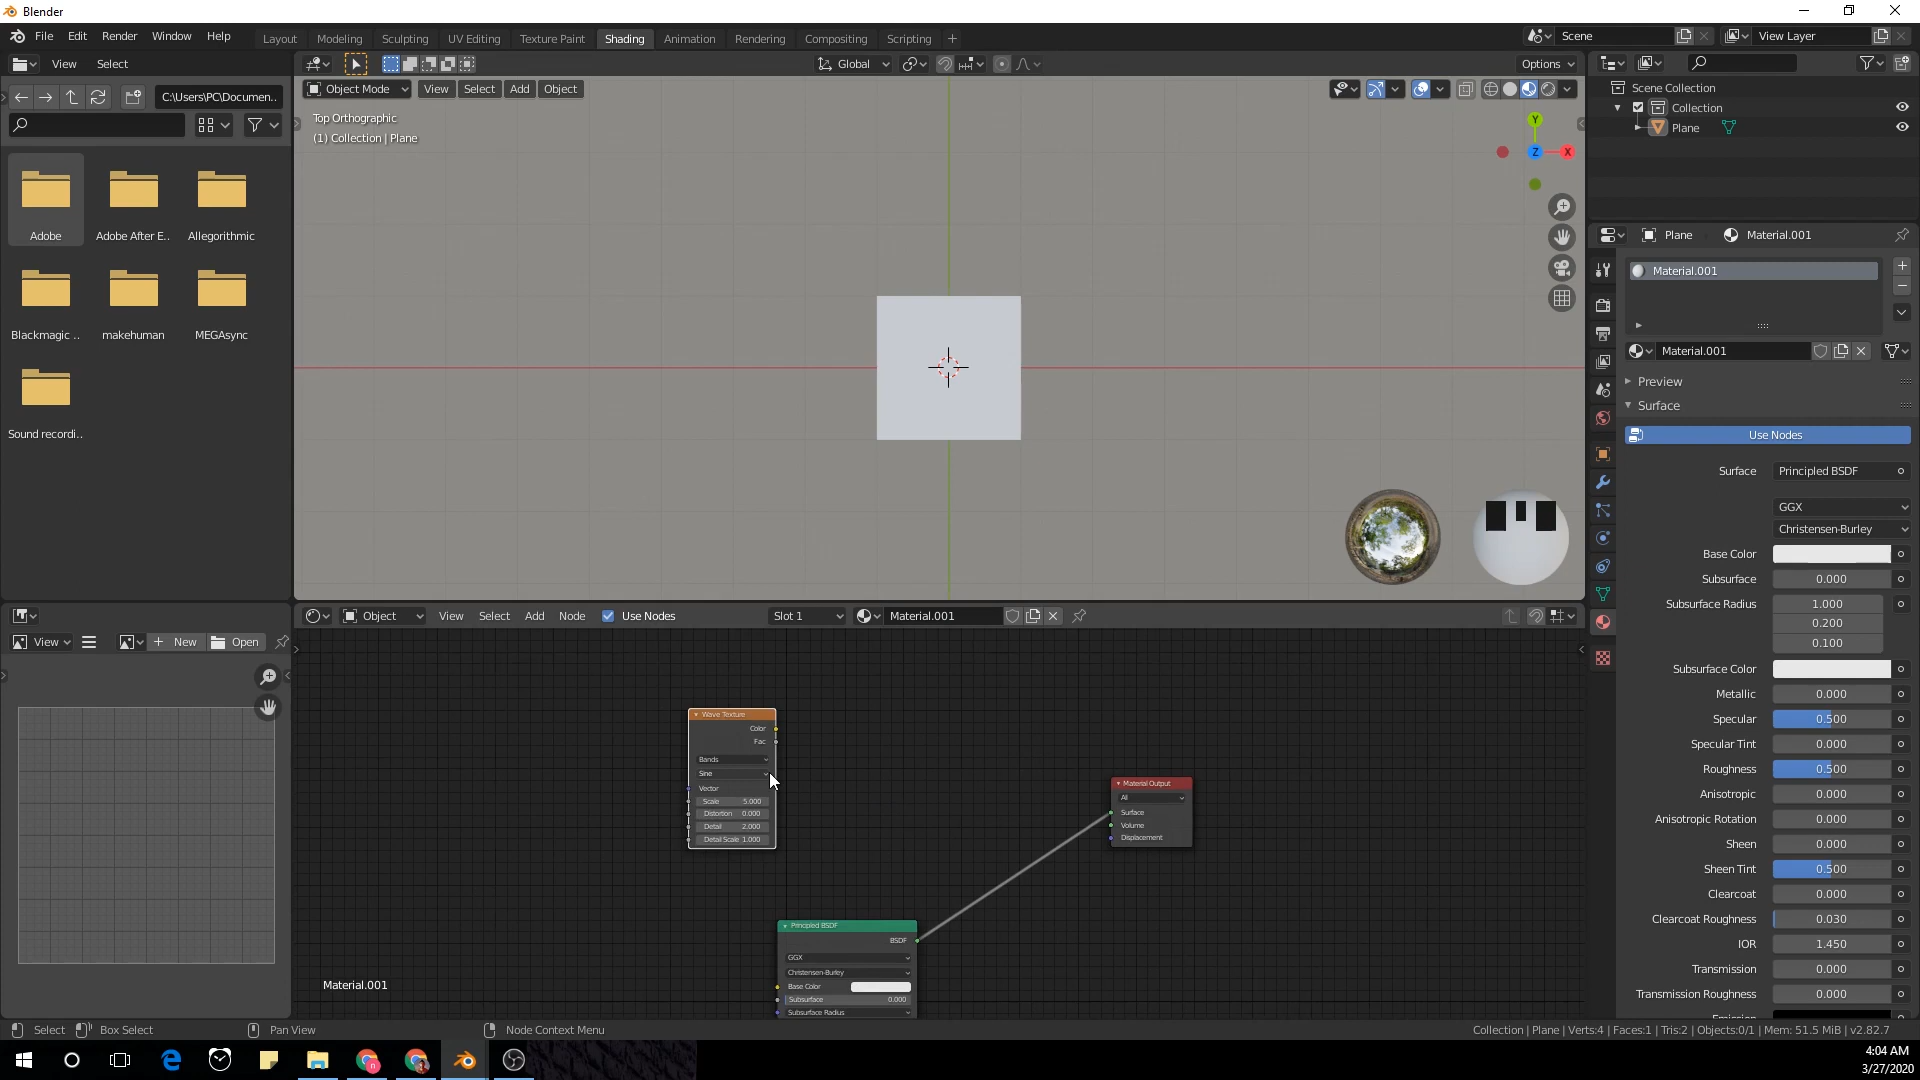 Blender
File Edit Render Window Help
Layout Modeling Sculpting UV Editing Texture Paint Shading Animation Rendering Compositing Scripting
Scene
View Layer
View Select
Global
Options
C:\Users\PC\Documen..
Object Mode View Select Add Object
Top Orthographic
(1) Collection | Plane
Y
Z
X
Adobe
Adobe After E..
Allegorithmic
Blackmagic ..
makehuman
MEGAsync
Sound recordi..
Scene Collection
Collection
Plane
Plane
Material.001
Material.001
Material.001
Preview
Surface
Use Nodes
Surface Principled BSDF
GGX
Christensen-Burley
Base Color
Subsurface 0.000
Subsurface Radius 1.000
0.200
0.100
Subsurface Color
Metallic 0.000
Specular 0.500
Specular Tint 0.000
Roughness 0.500
Anisotropic 0.000
Anisotropic Rotation 0.000
Sheen 0.000
Sheen Tint 0.500
Clearcoat 0.000
Clearcoat Roughness 0.030
IOR 1.450
Transmission 0.000
Transmission Roughness 0.000
Object View Select Add Node Use Nodes Slot 1 Material.001
View New Open
Wave Texture
Color
Fac
Bands
Sine
Vector
Scale 5.000
Distortion 0.000
Detail 2.000
Detail Scale 1.000
Material Output
All
Surface
Volume
Displacement
Principled BSDF
BSDF
GGX
Christensen-Burley
Base Color
Subsurface 0.000
Subsurface Radius
Material.001
Select Box Select Pan View Node Context Menu
Collection | Plane | Verts:4 | Faces:1 | Tris:2 | Objects:0/1 | Mem: 51.5 MiB | v2.82.7
4:04 AM
3/27/2020